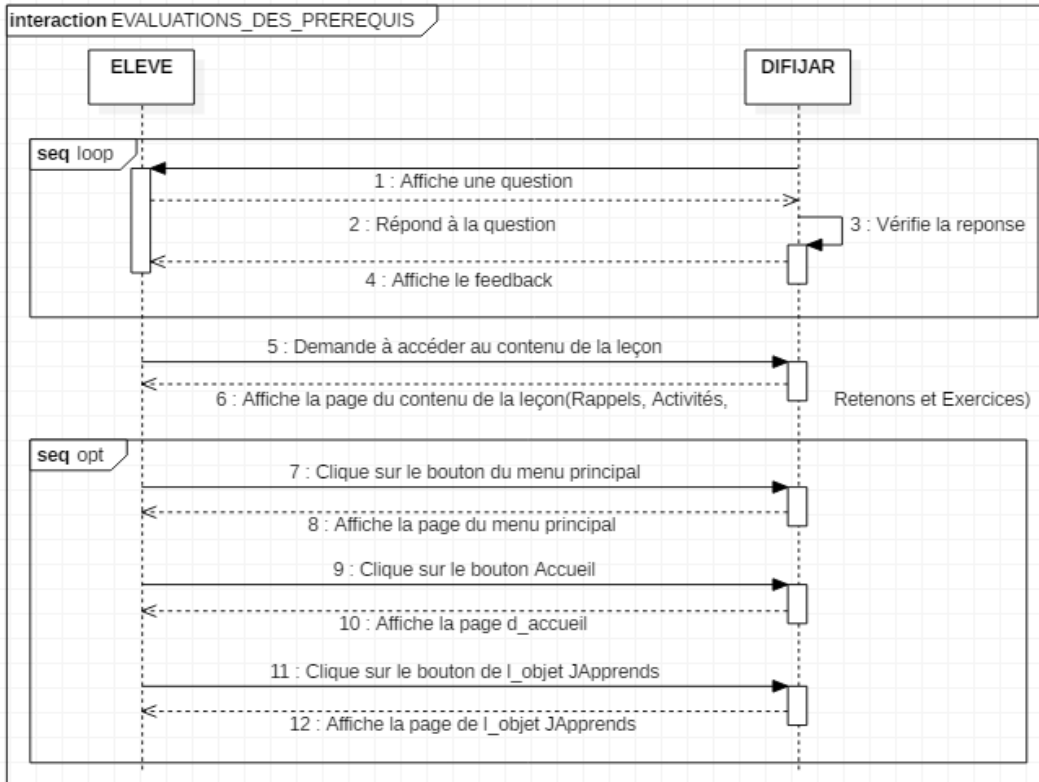 interaction EVALUATIONS_DES_PREREQUIS
ELEVE
DIFIJAR
seq loop
1 : Affiche une question
2 : Répond à la question
3 : Vérifie la reponse
4 : Affiche le feedback
5 : Demande à accéder au contenu de la leçon
6 : Affiche la page du contenu de la leçon(Rappels, Activités, Retenons et Exercices)
seq opt
7 : Clique sur le bouton du menu principal
8 : Affiche la page du menu principal
9 : Clique sur le bouton Accueil
10 : Affiche la page d_accueil
11 : Clique sur le bouton de l_objet JApprends
12 : Affiche la page de l_objet JApprends